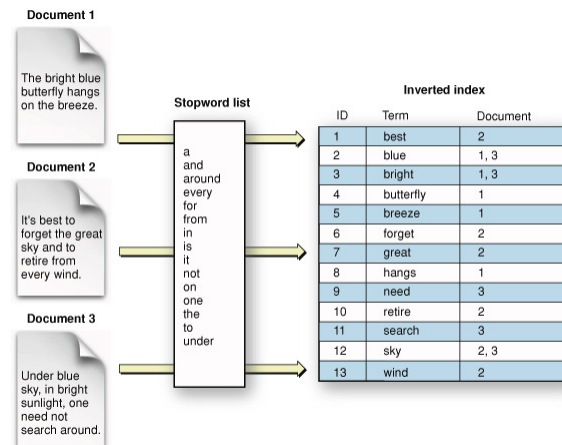 Document 1
The bright blue
butterfly hangs
on the breeze.
Document 2
It's best to
forget the great
sky and to
retire from
every wind.
Document 3
Under blue
sky, in bright
sunlight, one
need not
search around.
Stopword list
a
and
around
every
for
from
in
is
it
not
on
one
the
to
under
Inverted index
ID Term Document
1 best 2
2 blue 1, 3
3 bright 1, 3
4 butterfly 1
5 breeze 1
6 forget 2
7 great 2
8 hangs 1
9 need 3
10 retire 2
11 search 3
12 sky 2, 3
13 wind 2